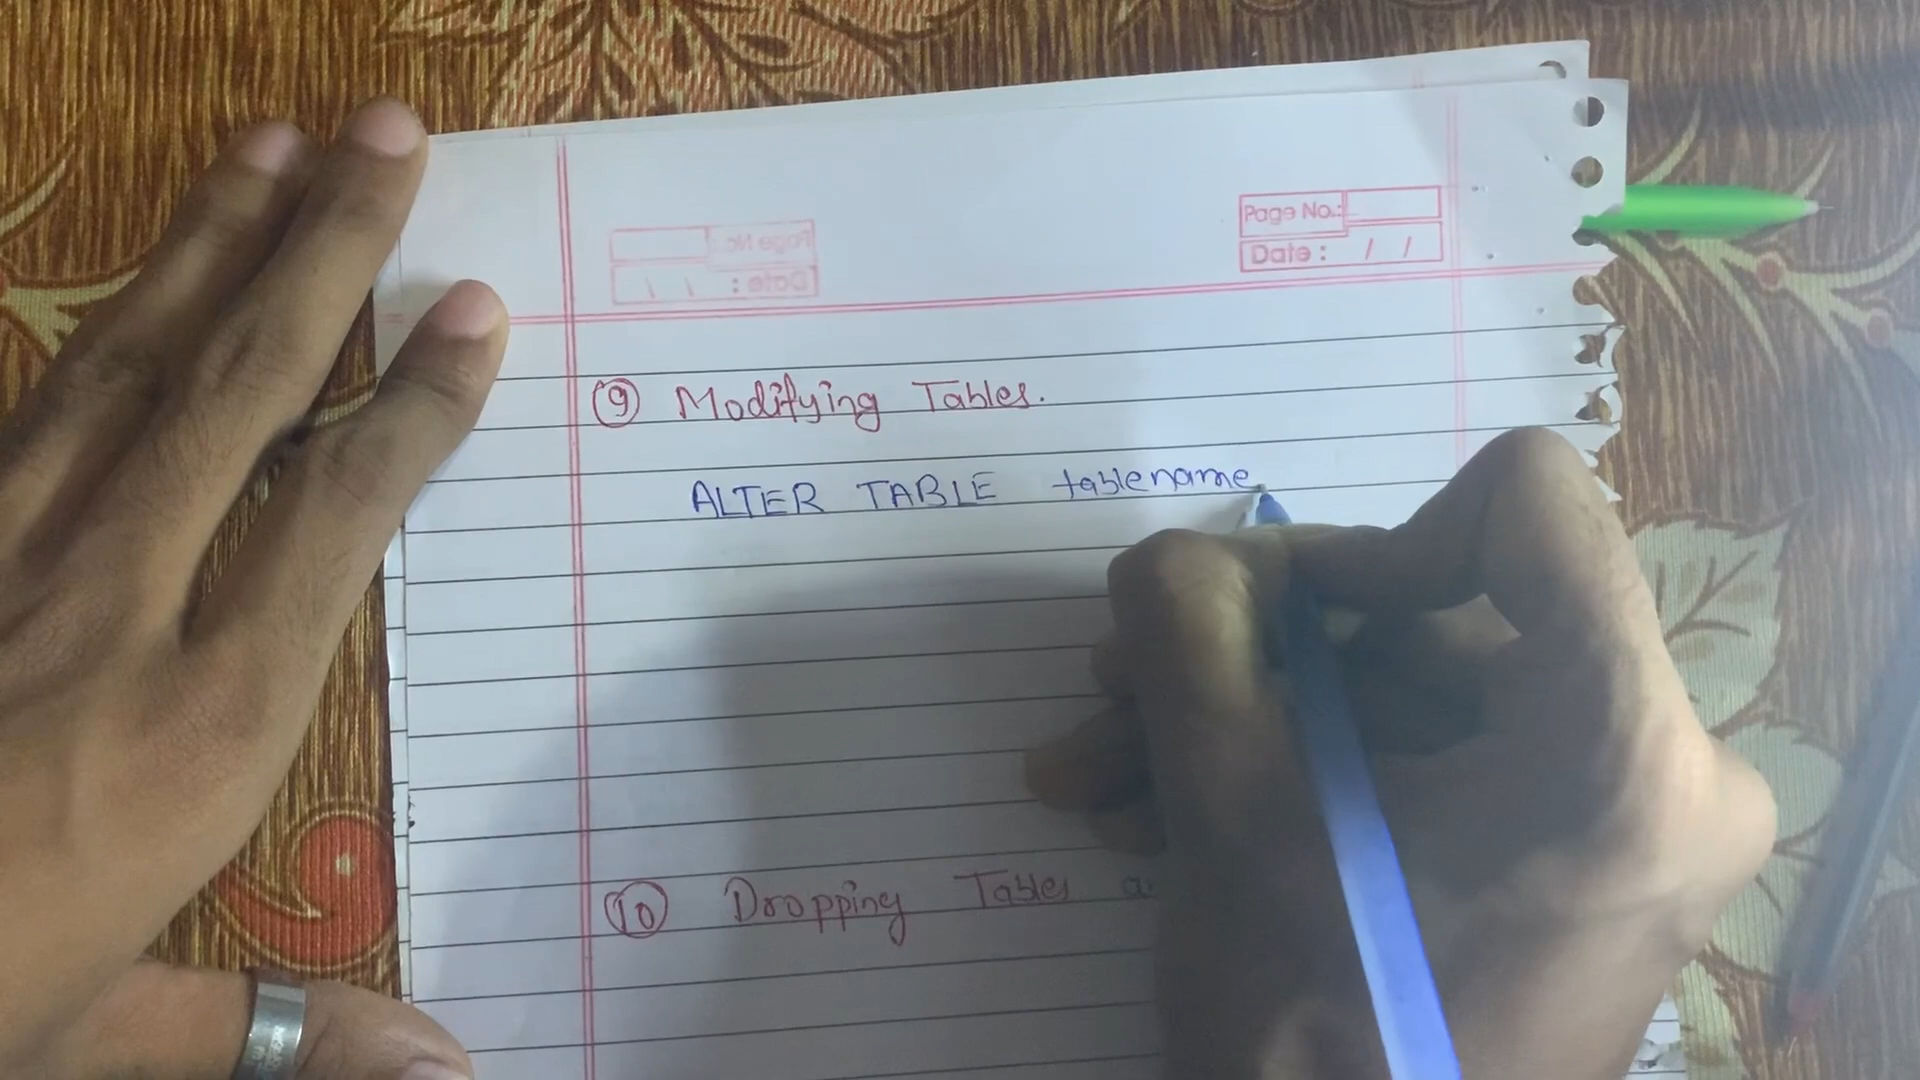 Page No.:
Date : / /
9 Modifying Tables.
ALTER TABLE tablename
10 Dropping Tables